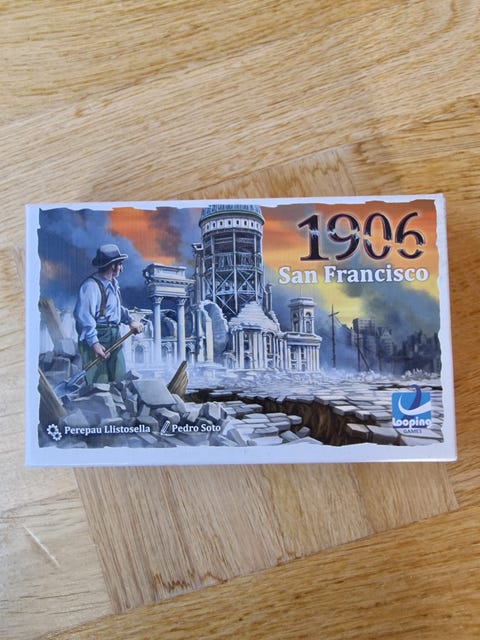 1906
San Francisco
Perepau Llistosella Pedro Soto
Looping
GAMES